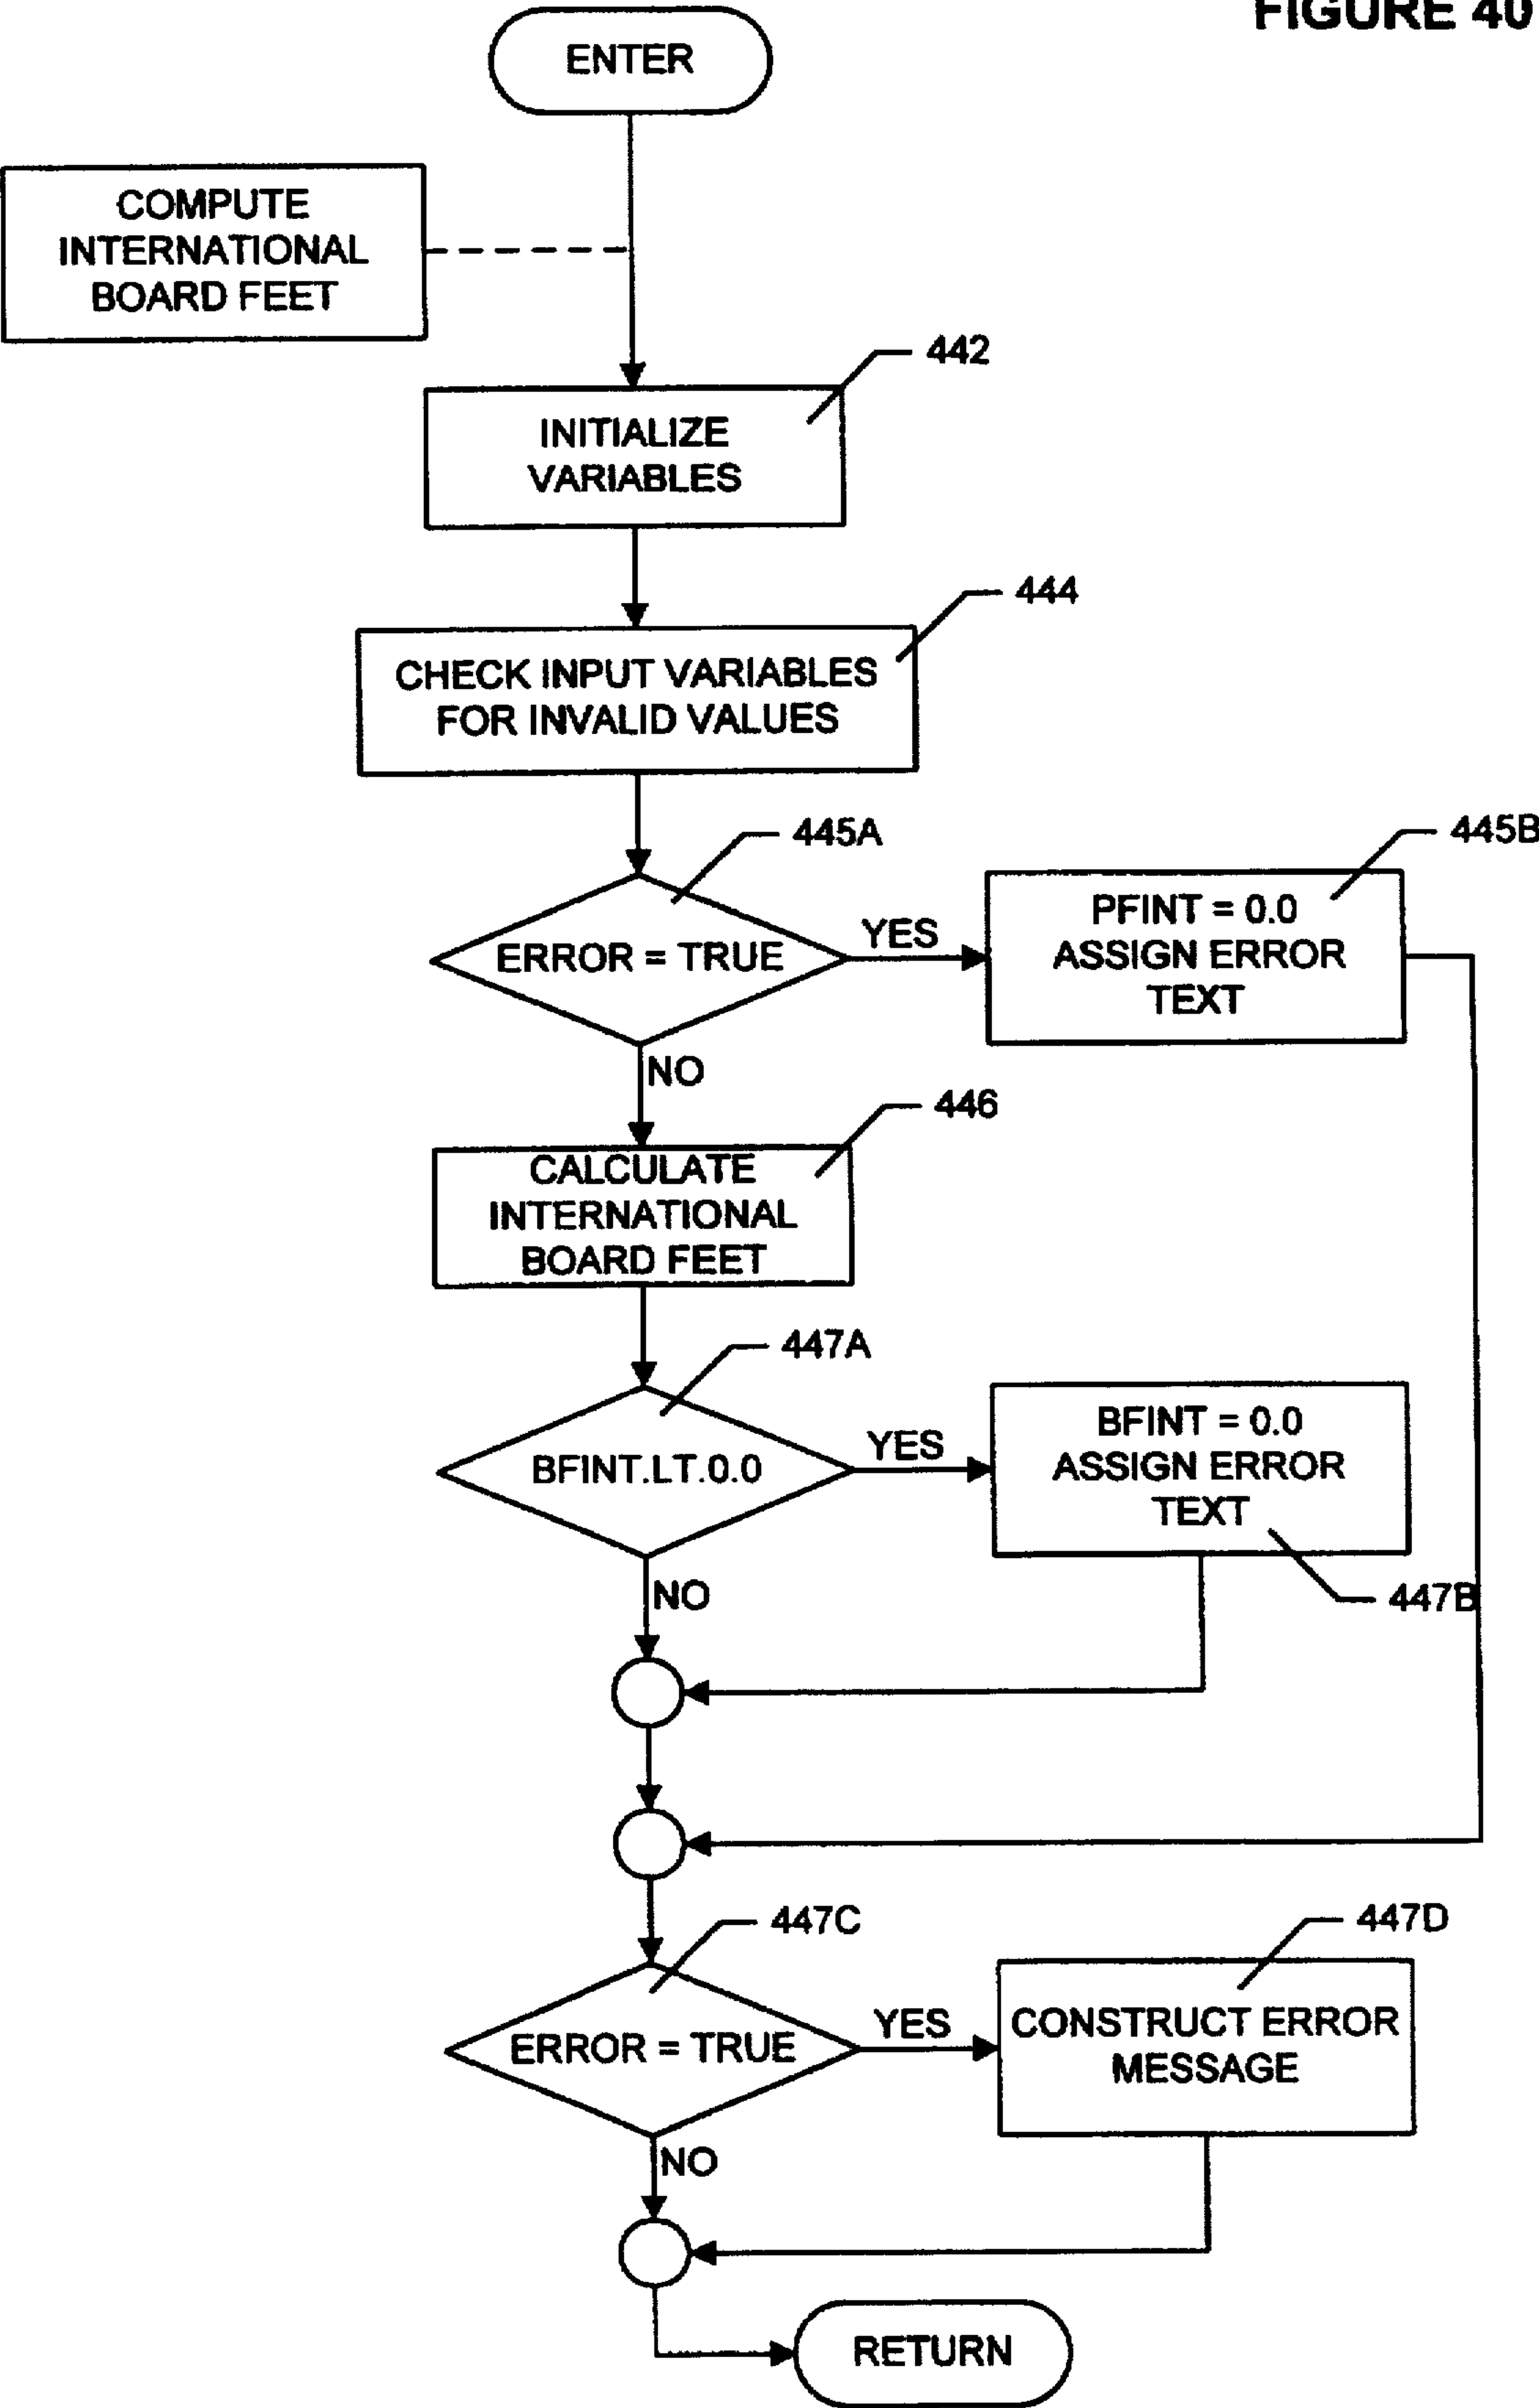 FIGURE 40
ENTER
COMPUTE
INTERNATIONAL
BOARD FEET
442
INITIALIZE
VARIABLES
444
CHECK INPUT VARIABLES
FOR INVALID VALUES
445A
445B
ERROR = TRUE
YES
PFINT = 0.0
ASSIGN ERROR
TEXT
NO
446
CALCULATE
INTERNATIONAL
BOARD FEET
447A
BFINT.LT.0.0
YES
BFINT = 0.0
ASSIGN ERROR
TEXT
447B
NO
447C
447D
ERROR = TRUE
YES
CONSTRUCT ERROR
MESSAGE
NO
RETURN